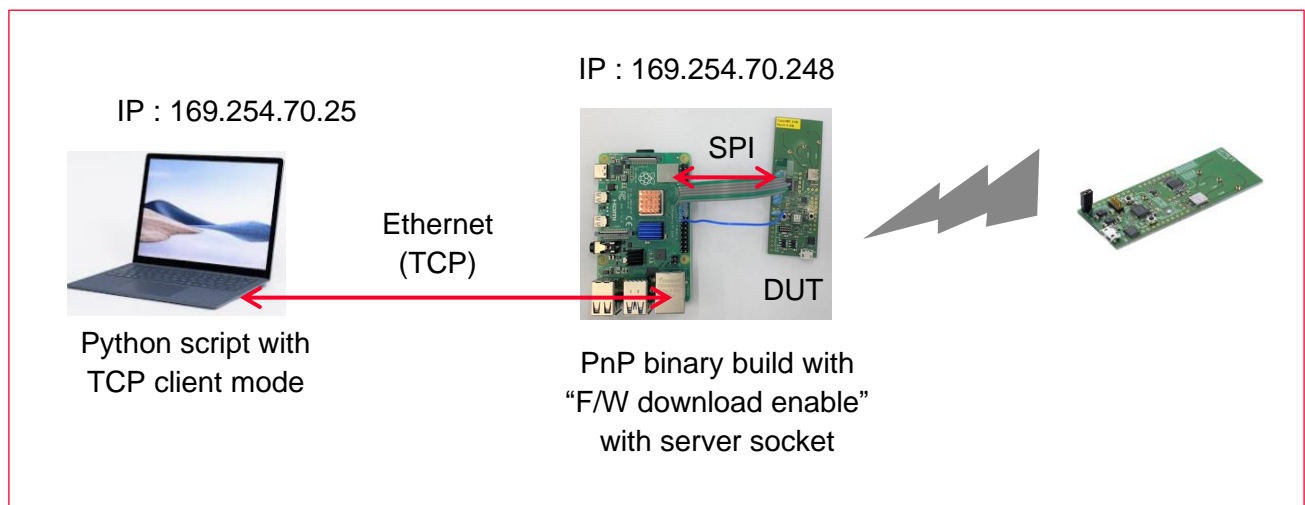 IP : 169.254.70.248
IP : 169.254.70.25
SPI
Ethernet
(TCP)
DUT
Python script with
TCP client mode
PnP binary build with
“F/W download enable”
with server socket